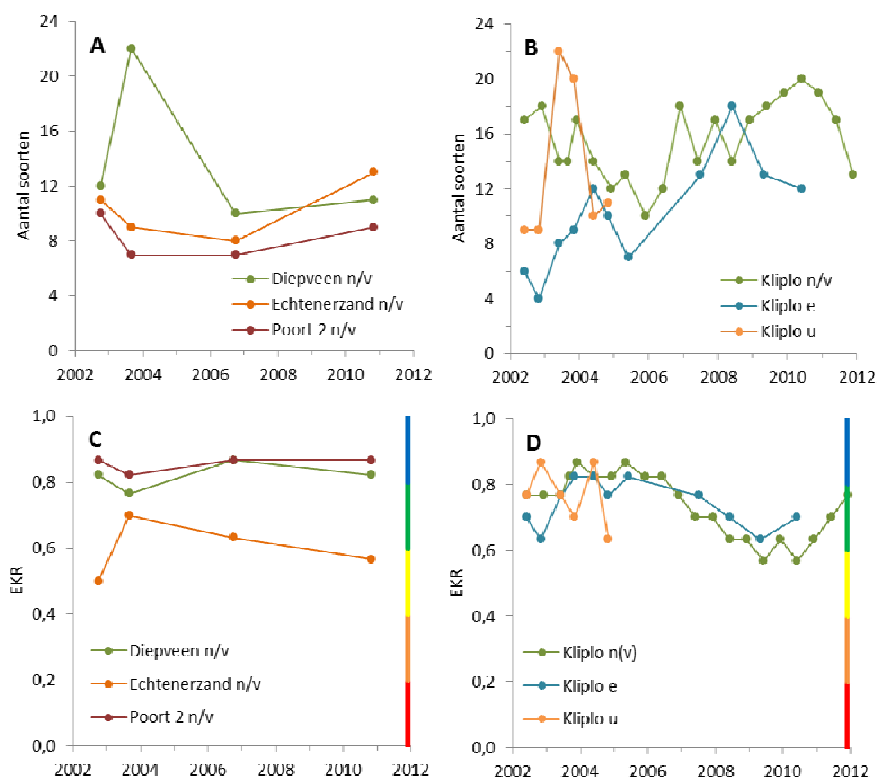 A
Aantal soorten
24
20
16
12
8
4
0
2002 2004 2006 2008 2010 2012
Diepveen n/v
Echtenerzand n/v
Poort 2 n/v
B
Aantal soorten
24
20
16
12
8
4
0
2002 2004 2006 2008 2010 2012
Kliplo n/v
Kliplo e
Kliplo u
C
EKR
1,0
0,8
0,6
0,4
0,2
0,0
2002 2004 2006 2008 2010 2012
Diepveen n/v
Echtenerzand n/v
Poort 2 n/v
D
EKR
1,0
0,8
0,6
0,4
0,2
0,0
2002 2004 2006 2008 2010 2012
Kliplo n(v)
Kliplo e
Kliplo u